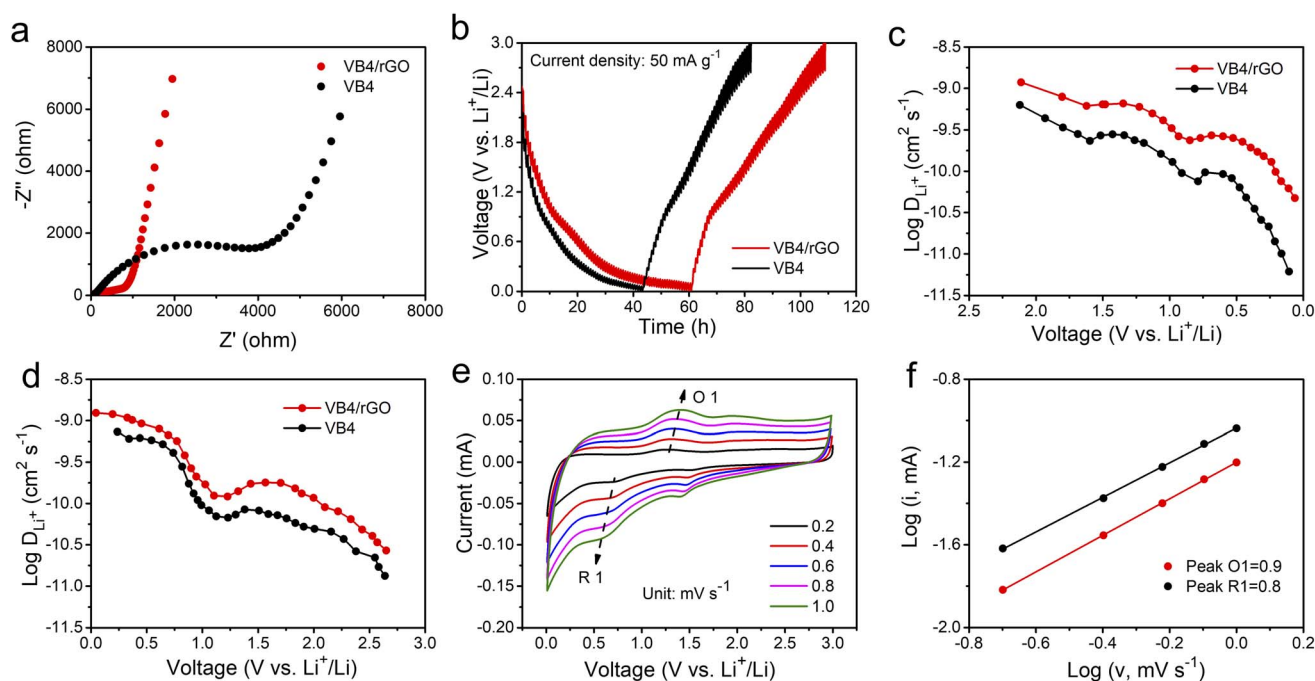 a
8000
6000
4000
2000
0
-Z'' (ohm)
VB4/rGO
VB4
0 2000 4000 6000 8000
Z' (ohm)
b
3.0
2.4
1.8
1.2
0.6
0.0
Voltage (V vs. Li⁺/Li)
Current density: 50 mA g⁻¹
VB4/rGO
VB4
0 20 40 60 80 100 120
Time (h)
c
-8.5
-9.0
-9.5
-10.0
-10.5
-11.0
-11.5
Log D_Li⁺ (cm² s⁻¹)
VB4/rGO
VB4
2.5 2.0 1.5 1.0 0.5 0.0
Voltage (V vs. Li⁺/Li)
d
-8.5
-9.0
-9.5
-10.0
-10.5
-11.0
-11.5
Log D_Li⁺ (cm² s⁻¹)
VB4/rGO
VB4
0.0 0.5 1.0 1.5 2.0 2.5 3.0
Voltage (V vs. Li⁺/Li)
e
0.10
0.05
0.00
-0.05
-0.10
-0.15
-0.20
Current (mA)
O 1
R 1
Unit: mV s⁻¹
0.2
0.4
0.6
0.8
1.0
0.0 0.5 1.0 1.5 2.0 2.5 3.0
Voltage (V vs. Li⁺/Li)
f
-0.8
-1.2
-1.6
-2.0
Log (i, mA)
Peak O1=0.9
Peak R1=0.8
-0.8 -0.6 -0.4 -0.2 0.0 0.2
Log (v, mV s⁻¹)